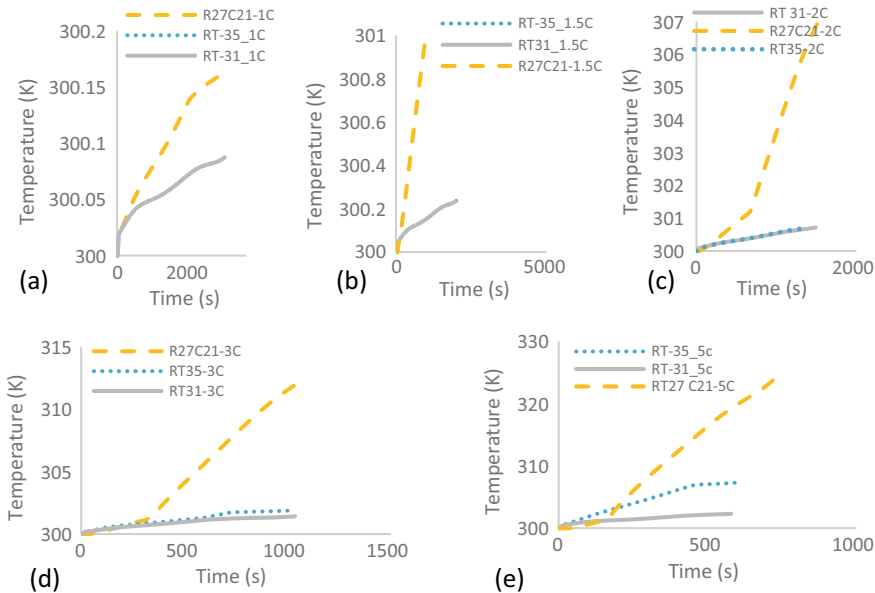 R27C21-1C
RT-35_1C
RT-31_1C
300.2
300.15
300.1
300.05
300
0
2000
Temperature (K)
Time (s)
(a)
RT-35_1.5C
RT31_1.5C
R27C21-1.5C
301
300.8
300.6
300.4
300.2
300
0
5000
Temperature (K)
Time (s)
(b)
RT 31-2C
R27C21-2C
RT35-2C
307
306
305
304
303
302
301
300
0
2000
Temperature (K)
Time (s)
(c)
R27C21-3C
RT35-3C
RT31-3C
315
310
305
300
0
500
1000
1500
Temperature (K)
Time (s)
(d)
RT-35_5c
RT-31_5c
RT27 C21-5C
330
320
310
300
0
500
1000
Temperature (K)
Time (s)
(e)